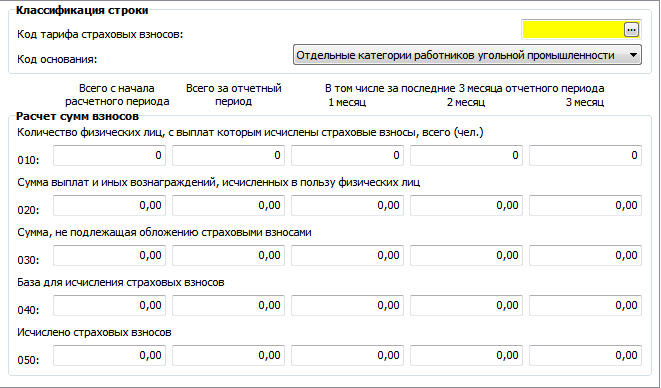 Классификация строки
Код тарифа страховых взносов:
...
Код основания:
Отдельные категории работников угольной промышленности
Всего с начала расчетного периода
Всего за отчетный период
В том числе за последние 3 месяца отчетного периода
1 месяц 2 месяц 3 месяц
Расчет сумм взносов
Количество физических лиц, с выплат которым исчислены страховые взносы, всего (чел.)
010: 0 0 0 0 0
Сумма выплат и иных вознаграждений, исчисленных в пользу физических лиц
020: 0,00 0,00 0,00 0,00 0,00
Сумма, не подлежащая обложению страховыми взносами
030: 0,00 0,00 0,00 0,00 0,00
База для исчисления страховых взносов
040: 0,00 0,00 0,00 0,00 0,00
Исчислено страховых взносов
050: 0,00 0,00 0,00 0,00 0,00